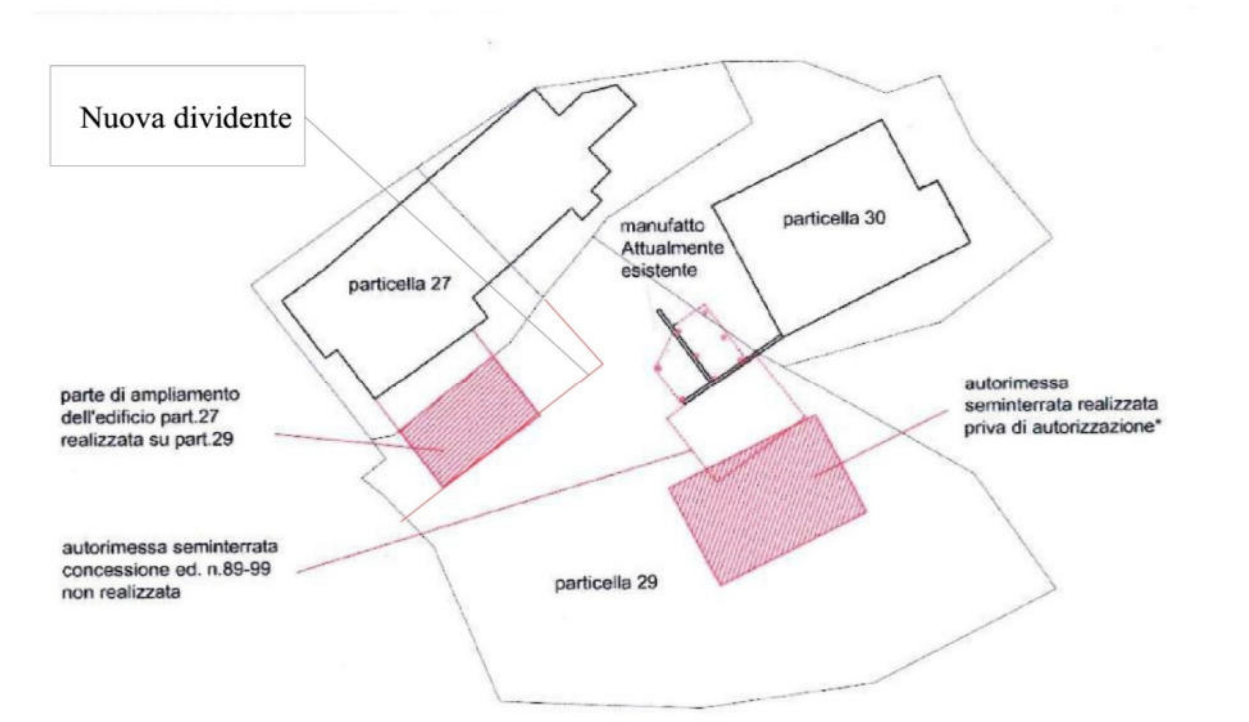 Nuova dividente
particella 30
manufatto
Attualmente
esistente
particella 27
parte di ampliamento
dell'edificio part.27
realizzata su part.29
autorimessa
seminterrata realizzata
priva di autorizzazione*
autorimessa seminterrata
concessione ed. n.89-99
non realizzata
particella 29